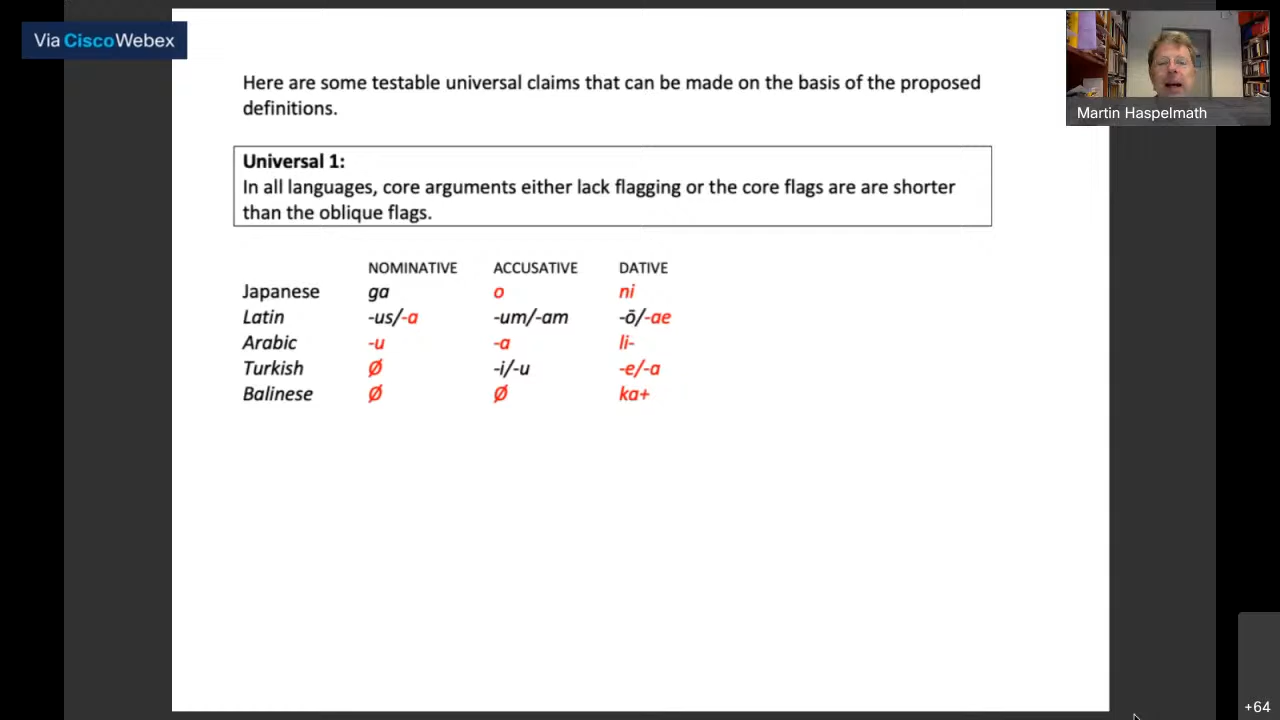 Via CiscoWebex
Martin Haspelmath
Here are some testable universal claims that can be made on the basis of the proposed
definitions.
Universal 1:
In all languages, core arguments either lack flagging or the core flags are are shorter
than the oblique flags.
NOMINATIVE ACCUSATIVE DATIVE
Japanese ga o ni
Latin -us/-a -um/-am -ō/-ae
Arabic -u -a li-
Turkish Ø -i/-u -e/-a
Balinese Ø Ø ka+
+64